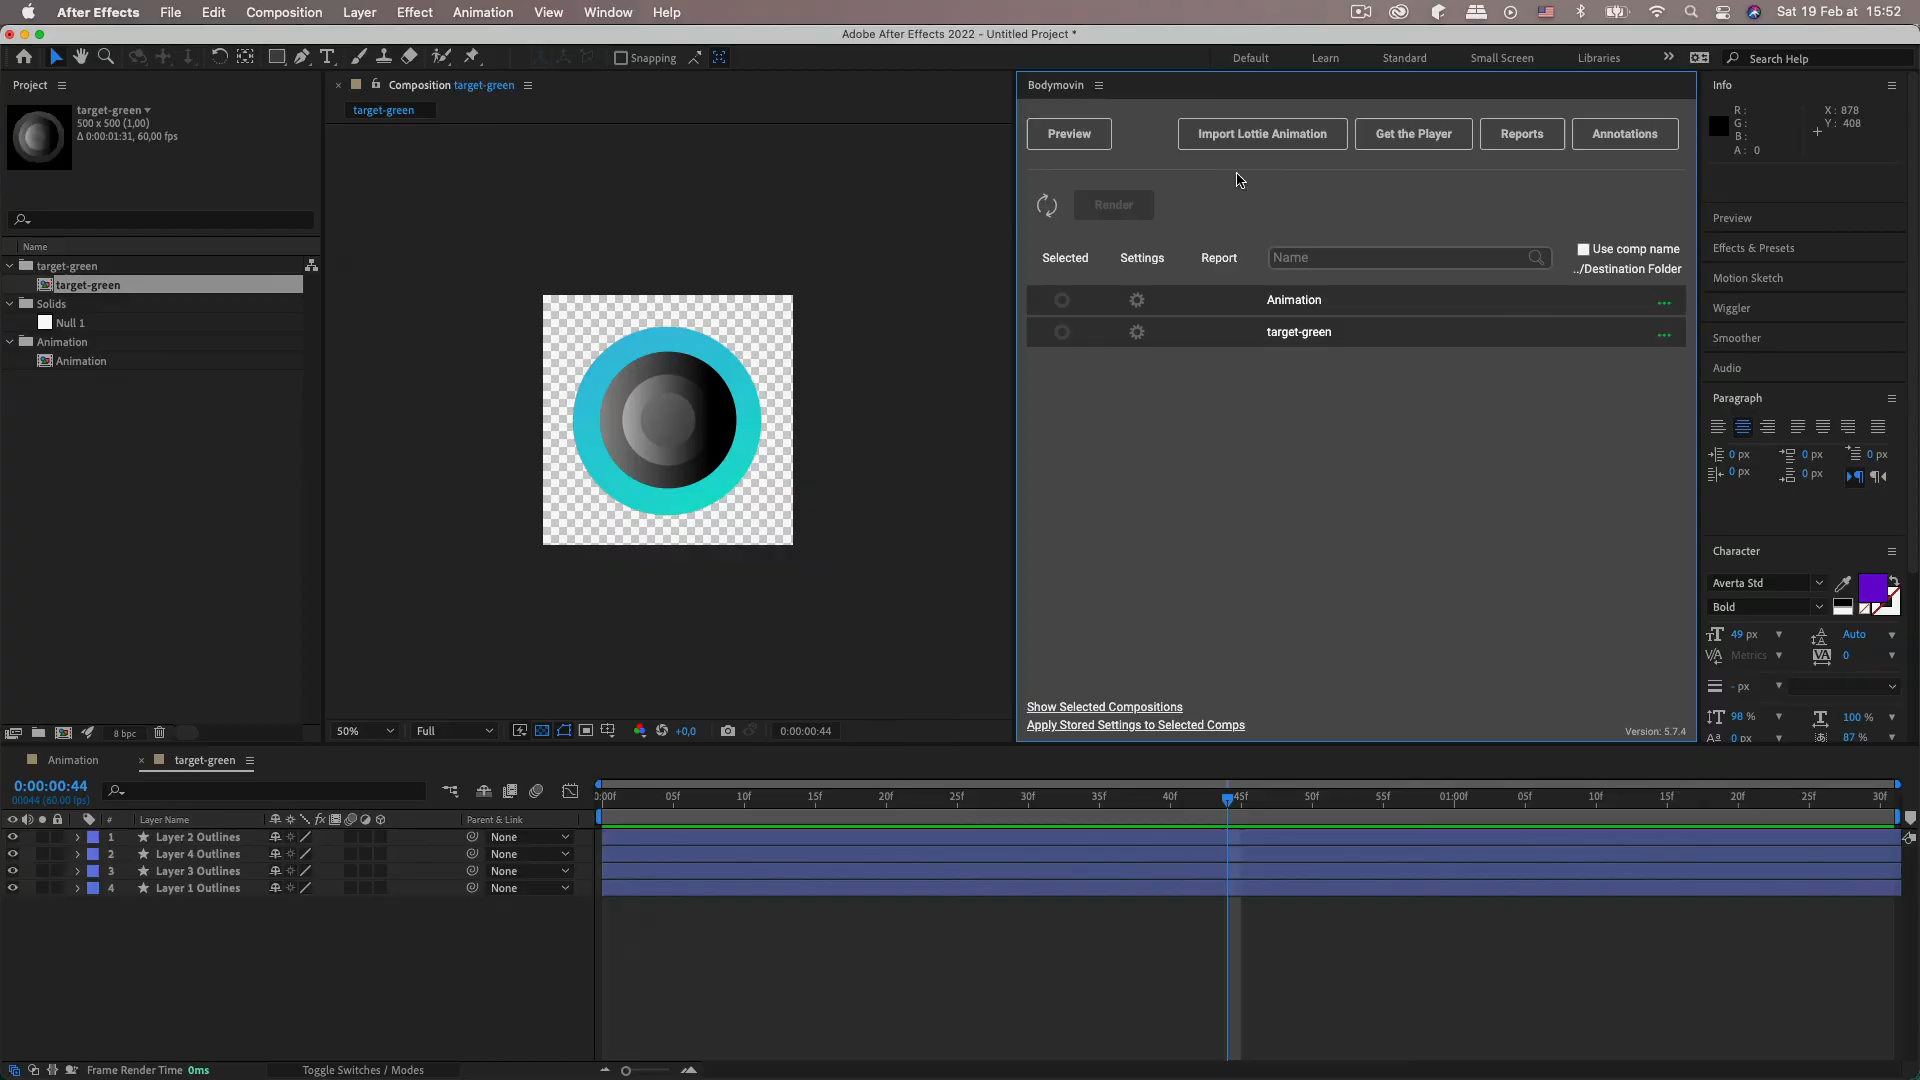 After Effects File Edit Composition Layer Effect Animation View Window Help Sat 19 Feb at 15:52
Adobe After Effects 2022 - Untitled Project *
Snapping Default Learn Standard Small Screen Libraries Search Help
Project
target-green
500 x 500 (1,00)
Δ 0:00:01:31, 60,00 fps
Name
target-green
target-green
Solids
Null 1
Animation
Animation
8 bpc
Composition target-green
target-green
50% Full +0,0 0:00:00:44
Bodymovin
Preview Import Lottie Animation Get the Player Reports Annotations
Render
Selected Settings Report Name Use comp name
../Destination Folder
Animation
target-green
Show Selected Compositions
Apply Stored Settings to Selected Comps
Version: 5.7.4
Info
R: X: 878
G: Y: 408
B:
A: 0
Preview
Effects & Presets
Motion Sketch
Wiggler
Smoother
Audio
Paragraph
0 px 0 px 0 px
0 px 0 px
Character
Averta Std
Bold
49 px Auto
Metrics 0
- px
98 % 100 %
0 px 87 %
Animation target-green
0:00:00:44
00044 (60.00 fps)
0:00f 05f 10f 15f 20f 25f 30f 35f 40f 45f 50f 55f 01:00f 05f 10f 15f 20f 25f 30f
# Layer Name Parent & Link
1 Layer 2 Outlines None
2 Layer 4 Outlines None
3 Layer 3 Outlines None
4 Layer 1 Outlines None
Frame Render Time 0ms Toggle Switches / Modes